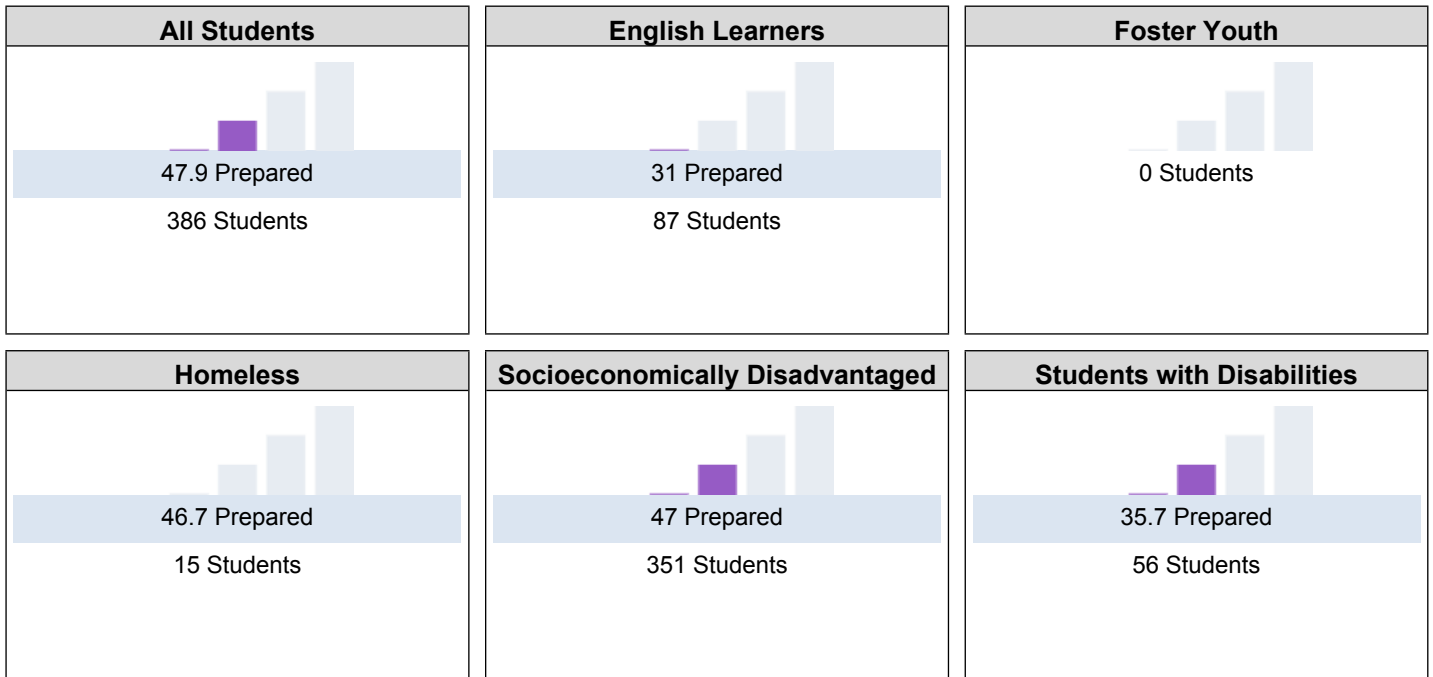 All Students
47.9 Prepared
386 Students
English Learners
31 Prepared
87 Students
Foster Youth
0 Students
Homeless
46.7 Prepared
15 Students
Socioeconomically Disadvantaged
47 Prepared
351 Students
Students with Disabilities
35.7 Prepared
56 Students